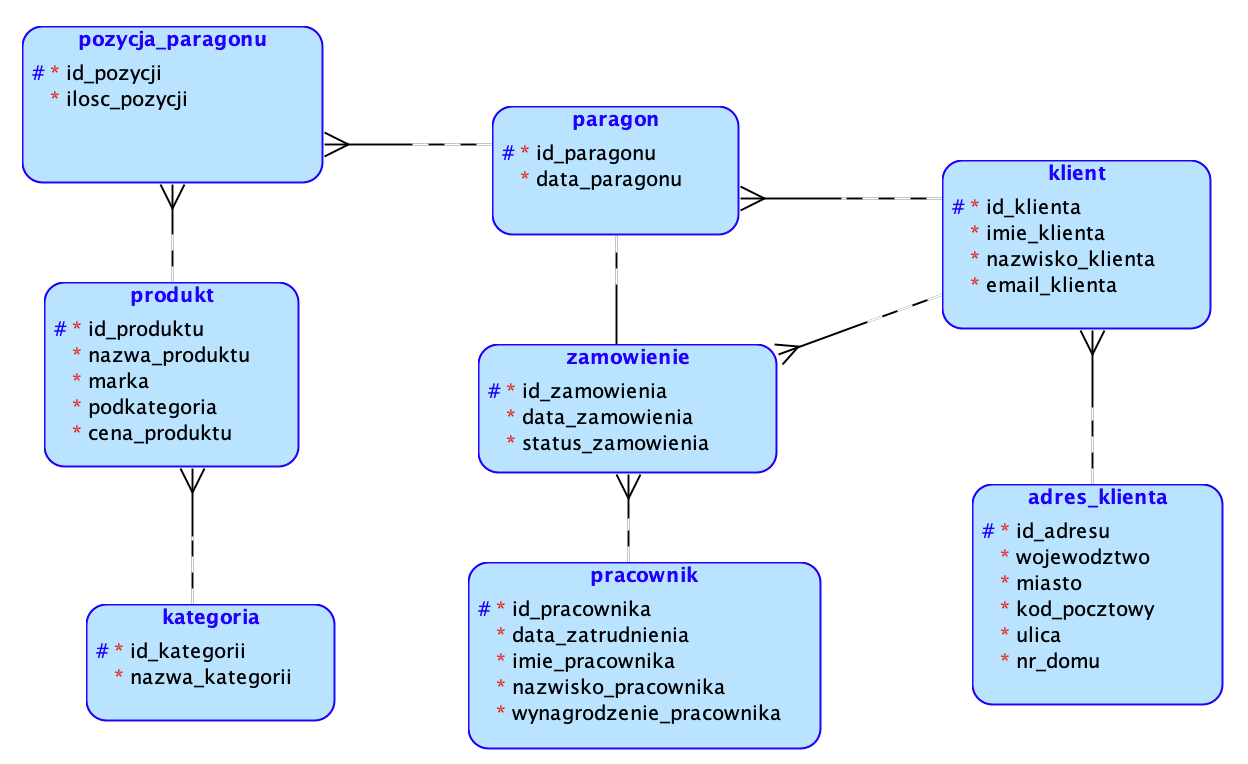 pozycja_paragonu
# * id_pozycji
* ilosc_pozycji
paragon
# * id_paragonu
* data_paragonu
klient
# * id_klienta
* imie_klienta
* nazwisko_klienta
* email_klienta
produkt
# * id_produktu
* nazwa_produktu
* marka
* podkategoria
* cena_produktu
zamowienie
# * id_zamowienia
* data_zamowienia
* status_zamowienia
adres_klienta
# * id_adresu
* wojewodztwo
* miasto
* kod_pocztowy
* ulica
* nr_domu
kategoria
# * id_kategorii
* nazwa_kategorii
pracownik
# * id_pracownika
* data_zatrudnienia
* imie_pracownika
* nazwisko_pracownika
* wynagrodzenie_pracownika